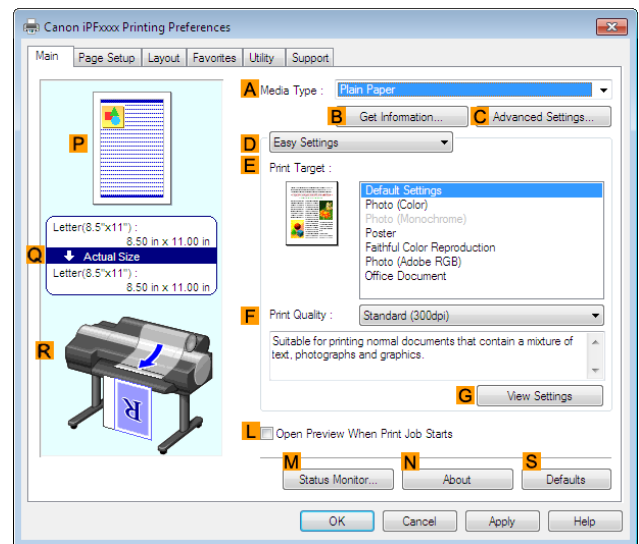 Canon iPFxxxx Printing Preferences
Main Page Setup Layout Favorites Utility Support
A Media Type : Plain Paper
B Get Information... C Advanced Settings...
P
D Easy Settings
E Print Target :
Default Settings
Photo (Color)
Photo (Monochrome)
Poster
Faithful Color Reproduction
Photo (Adobe RGB)
Office Document
Letter(8.5"x11") :
8.50 in x 11.00 in
Q Actual Size
Letter(8.5"x11") :
8.50 in x 11.00 in
F Print Quality : Standard (300dpi)
Suitable for printing normal documents that contain a mixture of
text, photographs and graphics.
R
R
G View Settings
L Open Preview When Print Job Starts
M Status Monitor... N About S Defaults
OK Cancel Apply Help